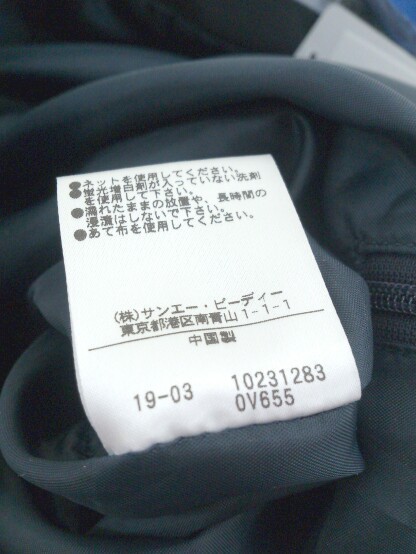 ●ネットを使用してください。
●蛍光増白剤が入っていない洗剤
を使用して下さい。
●濡れたままの放置や、長時間の
浸漬はしないで下さい。
●あて布を使用してください。
(株)サンエー・ビーディー
東京都港区南青山1-1-1
中国製
19-03 10231283
0V655